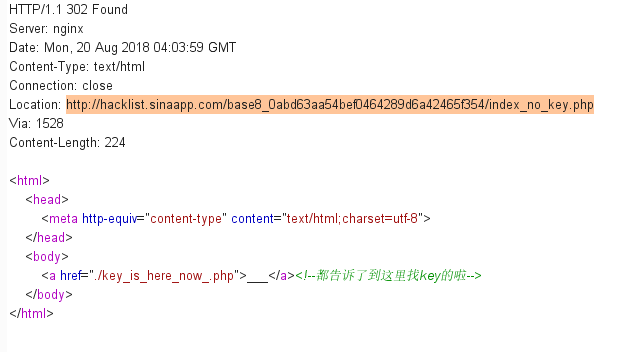 HTTP/1.1 302 Found
Server: nginx
Date: Mon, 20 Aug 2018 04:03:59 GMT
Content-Type: text/html
Connection: close
Location: http://hacklist.sinaapp.com/base8_0abd63aa54bef0464289d6a42465f354/index_no_key.php
Via: 1528
Content-Length: 224

<html>
    <head>
        <meta http-equiv="content-type" content="text/html;charset=utf-8">
    </head>
    <body>
        <a href="./key_is_here_now_.php">___</a><!--都告诉了到这里找key的啦-->
    </body>
</html>